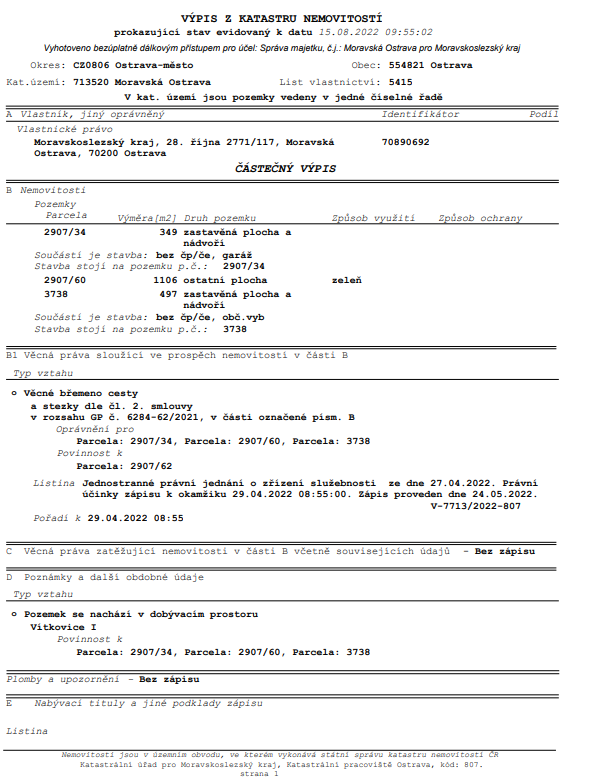 VÝPIS Z KATASTRU NEMOVITOSTÍ
prokazující stav evidovaný k datu 15.08.2022 09:55:02
Vyhotoveno bezúplatně dálkovým přístupem pro účel: Správa majetku, č.j.: Moravská Ostrava pro Moravskoslezský kraj
Okres: CZ0806 Ostrava-město Obec: 554821 Ostrava
Kat.území: 713520 Moravská Ostrava List vlastnictví: 5415
V kat. území jsou pozemky vedeny v jedné číselné řadě
A Vlastník, jiný oprávněný Identifikátor Podíl
Vlastnické právo
Moravskoslezský kraj, 28. října 2771/117, Moravská 70890692
Ostrava, 70200 Ostrava
ČÁSTEČNÝ VÝPIS
B Nemovitosti
Pozemky
Parcela Výměra[m2] Druh pozemku Způsob využití Způsob ochrany
2907/34 349 zastavěná plocha a
nádvoří
Součástí je stavba: bez čp/če, garáž
Stavba stojí na pozemku p.č.: 2907/34
2907/60 1106 ostatní plocha zeleň
3738 497 zastavěná plocha a
nádvoří
Součástí je stavba: bez čp/če, obč.vyb
Stavba stojí na pozemku p.č.: 3738
B1 Věcná práva sloužící ve prospěch nemovitostí v části B
Typ vztahu
o Věcné břemeno cesty
a stezky dle čl. 2. smlouvy
v rozsahu GP č. 6284-62/2021, v části označené písm. B
Oprávnění pro
Parcela: 2907/34, Parcela: 2907/60, Parcela: 3738
Povinnost k
Parcela: 2907/62
Listina Jednostranné právní jednání o zřízení služebnosti ze dne 27.04.2022. Právní
účinky zápisu k okamžiku 29.04.2022 08:55:00. Zápis proveden dne 24.05.2022.
V-7713/2022-807
Pořadí k 29.04.2022 08:55
C Věcná práva zatěžující nemovitosti v části B včetně souvisejících údajů - Bez zápisu
D Poznámky a další obdobné údaje
Typ vztahu
o Pozemek se nachází v dobývacím prostoru
Vítkovice I
Povinnost k
Parcela: 2907/34, Parcela: 2907/60, Parcela: 3738
Plomby a upozornění - Bez zápisu
E Nabývací tituly a jiné podklady zápisu
Listina
Nemovitosti jsou v územním obvodu, ve kterém vykonává státní správu katastru nemovitostí ČR
Katastrální úřad pro Moravskoslezský kraj, Katastrální pracoviště Ostrava, kód: 807.
strana 1